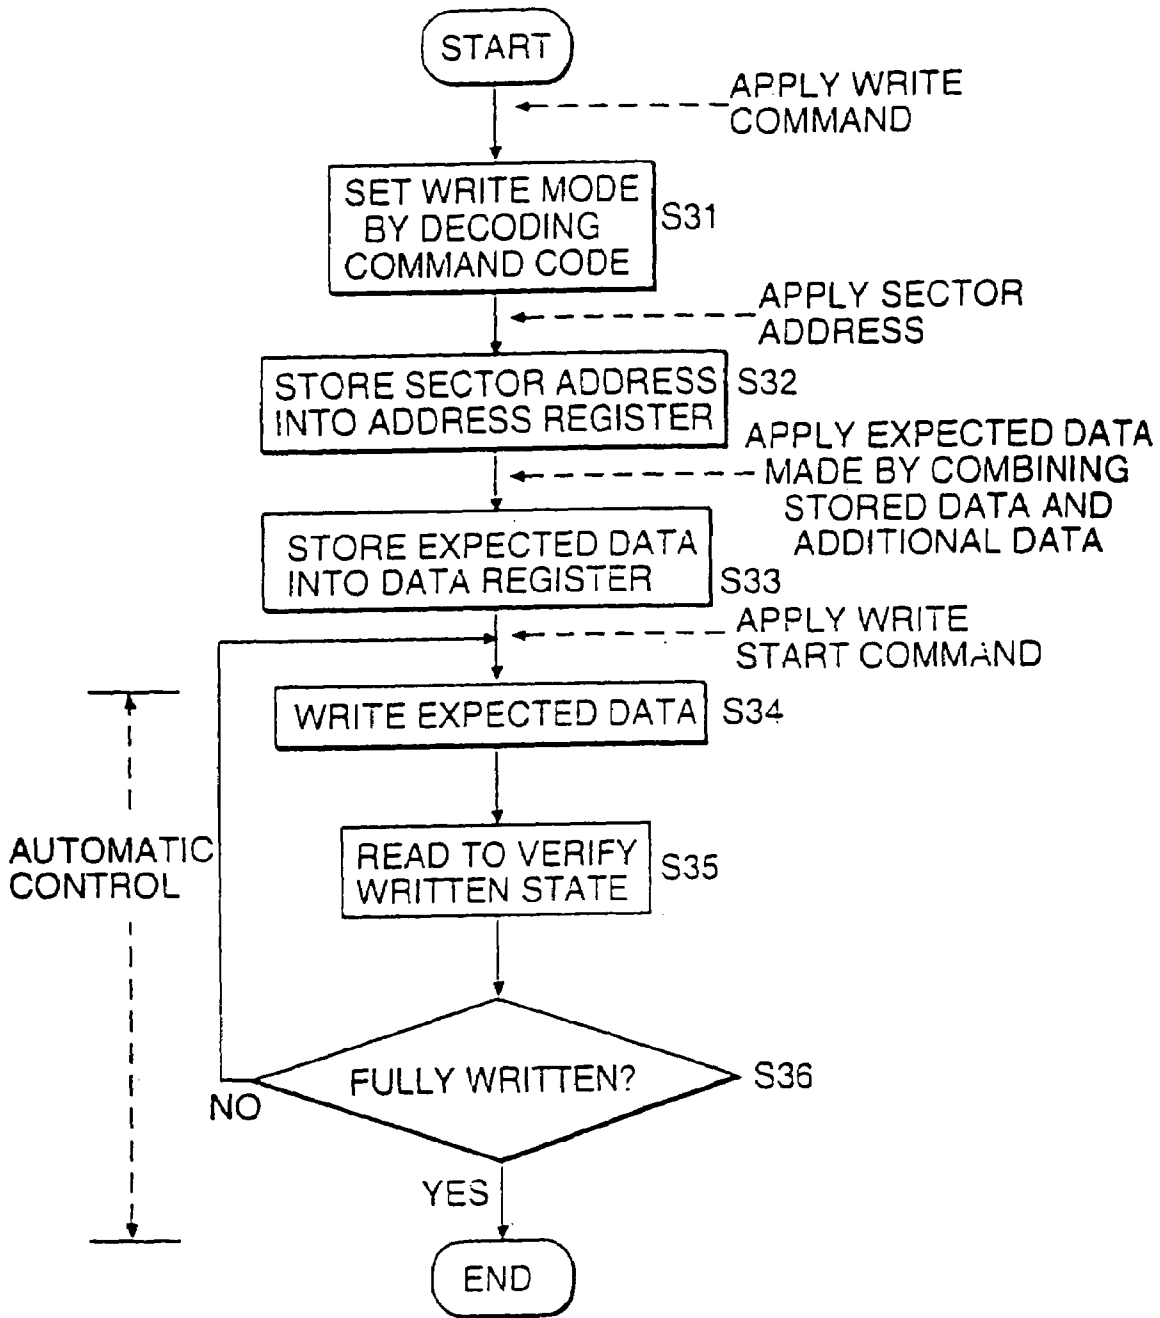 START
APPLY WRITE
COMMAND
SET WRITE MODE
BY DECODING
COMMAND CODE
S31
APPLY SECTOR
ADDRESS
STORE SECTOR ADDRESS
INTO ADDRESS REGISTER
S32
APPLY EXPECTED DATA
MADE BY COMBINING
STORED DATA AND
ADDITIONAL DATA
STORE EXPECTED DATA
INTO DATA REGISTER
S33
APPLY WRITE
START COMMAND
WRITE EXPECTED DATA
S34
AUTOMATIC
CONTROL
READ TO VERIFY
WRITTEN STATE
S35
FULLY WRITTEN?
S36
NO
YES
END